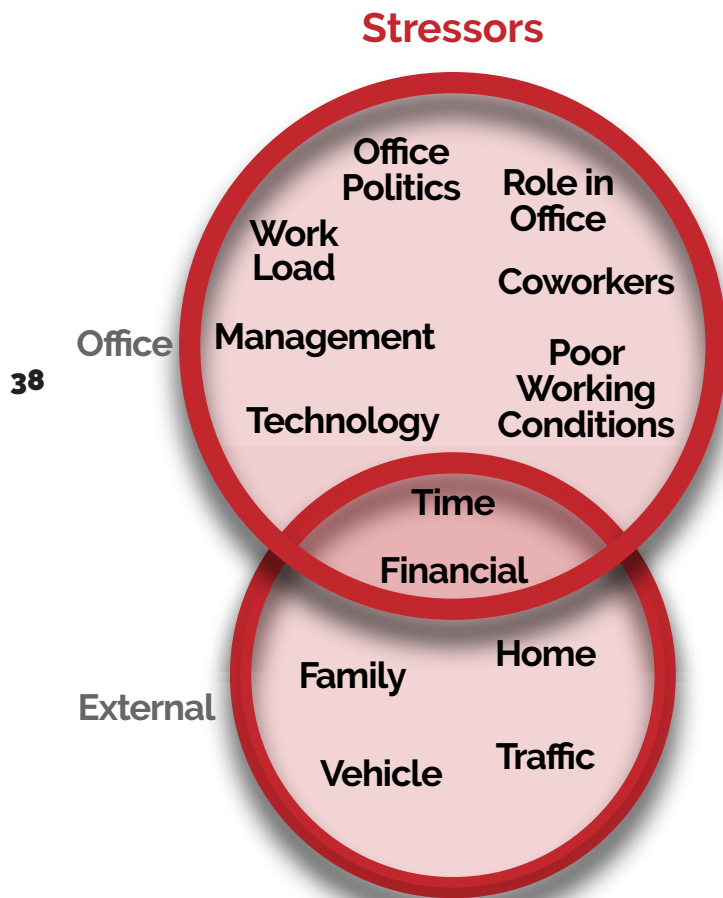 Stressors
Office
Politics
Role in
Office
Work
Load
Coworkers
Office
Management
Poor
Working
Conditions
38
Technology
Time
Financial
Home
Family
External
Traffic
Vehicle